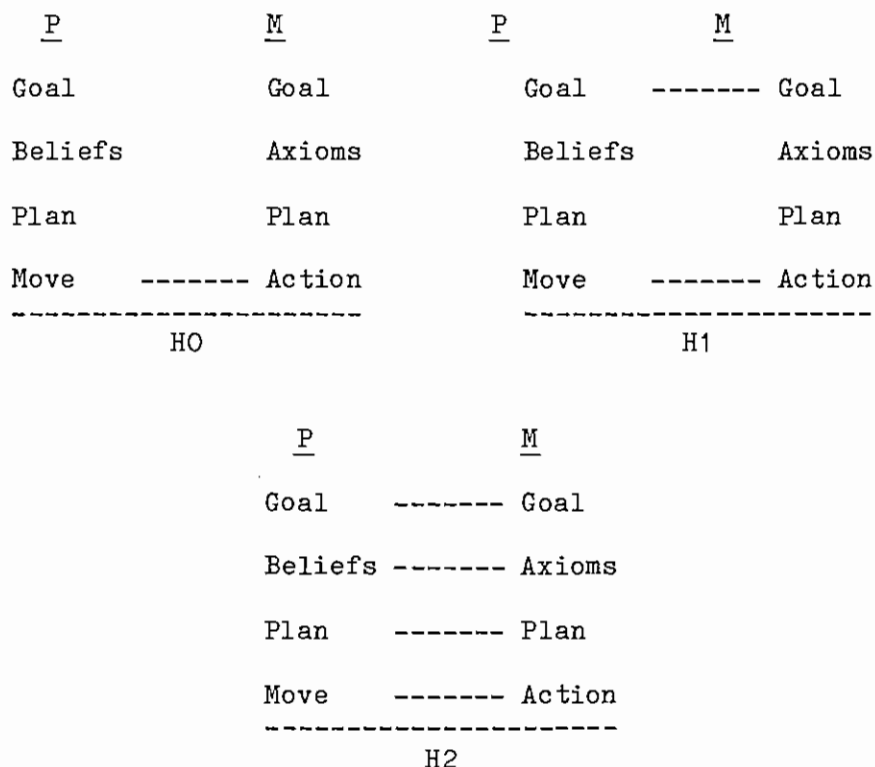 P M P M
Goal Goal Goal ------- Goal
Beliefs Axioms Beliefs Axioms
Plan Plan Plan Plan
Move ------- Action Move ------- Action
H0 H1
P M
Goal ------- Goal
Beliefs ------- Axioms
Plan ------- Plan
Move ------- Action
H2